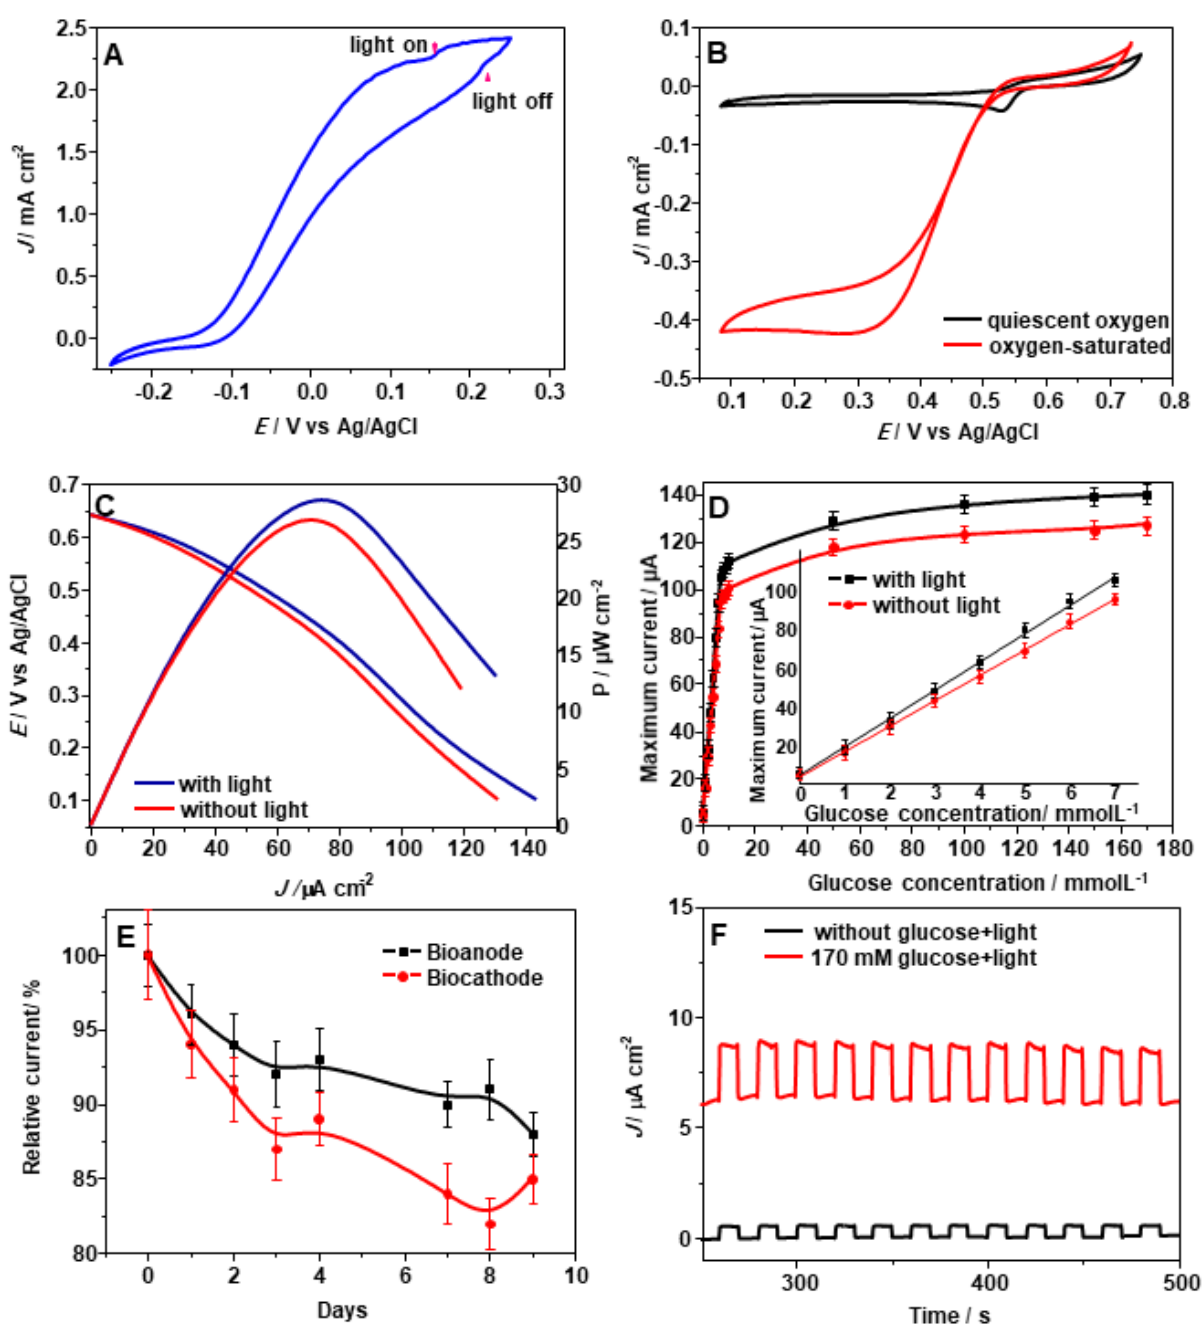 A
light on
light off
2.5
2.0
1.5
1.0
0.5
0.0
J / mA cm-2
-0.2
-0.1
0.0
0.1
0.2
0.3
E / V vs Ag/AgCl
B
0.1
0.0
-0.1
-0.2
-0.3
-0.4
-0.5
J / mA cm-2
quiescent oxygen
oxygen-saturated
0.1
0.2
0.3
0.4
0.5
0.6
0.7
0.8
E / V vs Ag/AgCl
C
0.7
0.6
0.5
0.4
0.3
0.2
0.1
E / V vs Ag/AgCl
30
25
20
15
10
5
0
P / µW cm-2
with light
without light
0
20
40
60
80
100
120
140
J /µA cm-2
D
140
120
100
80
60
40
20
0
Maximum current / µA
with light
without light
100
80
60
40
20
Maximum current/ µA
0
1
2
3
4
5
6
7
Glucose concentration/ mmolL-1
0
20
40
60
80
100
120
140
160
180
Glucose concentration / mmolL-1
E
Bioanode
Biocathode
100
95
90
85
80
Relative current/ %
0
2
4
6
8
10
Days
F
without glucose+light
170 mM glucose+light
15
10
5
0
J / µA cm-2
300
400
500
Time / s